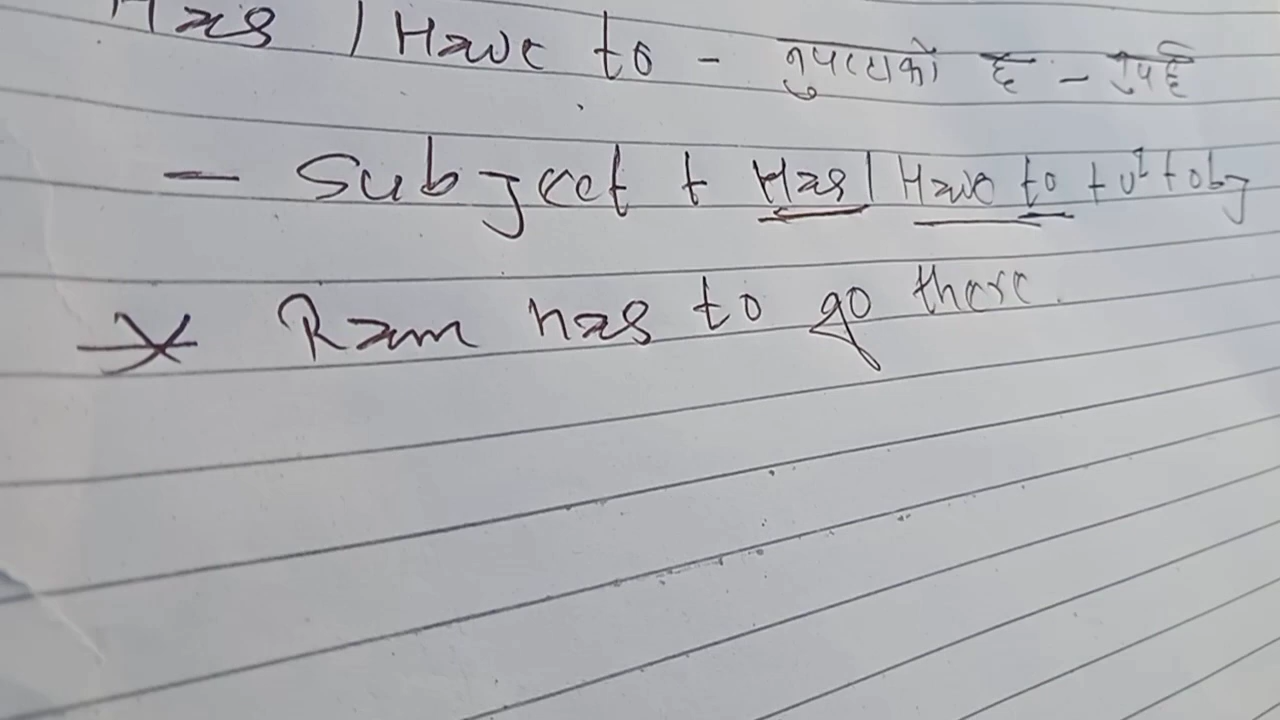 Has / Have to -
- Subject + Has / Have to + v¹ + obj
* Ram has to go there.